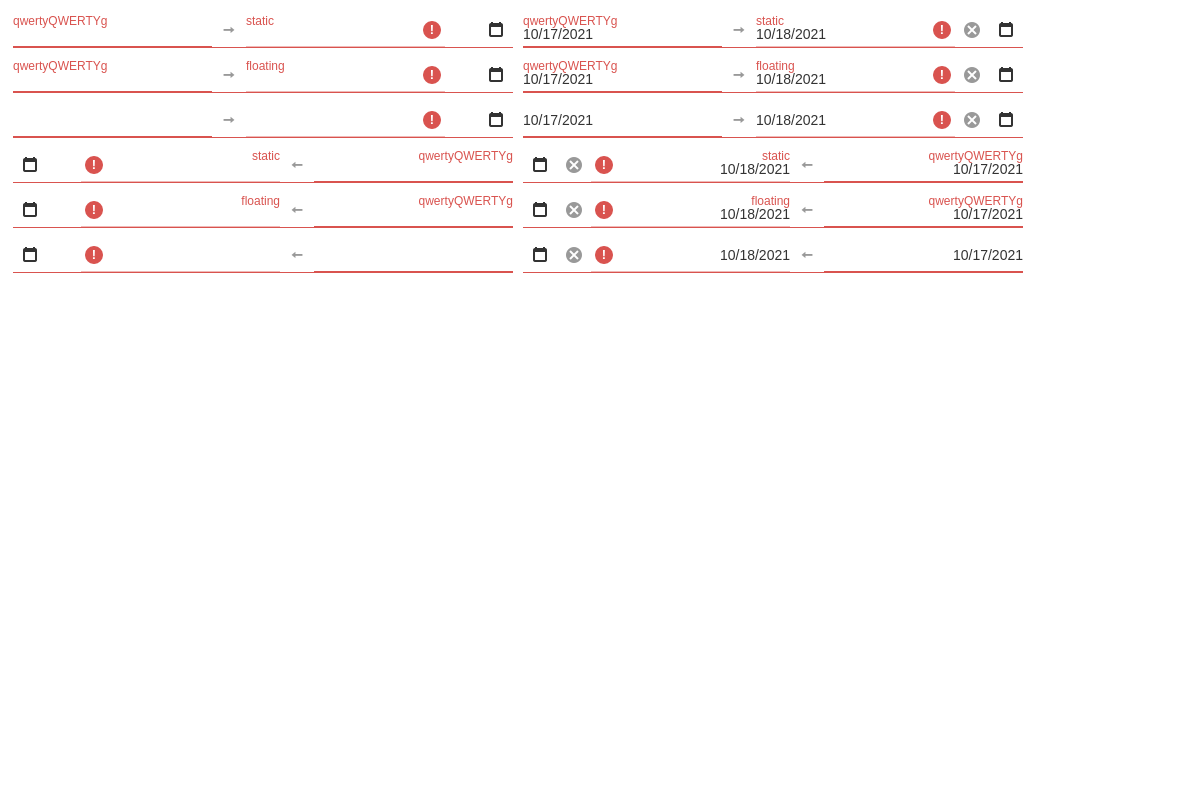 qwertyQWERTYg → static ! qwertyQWERTYg → static !
10/17/2021 10/18/2021
qwertyQWERTYg → floating ! qwertyQWERTYg → floating !
10/17/2021 10/18/2021
→ ! 10/17/2021 → 10/18/2021 !
! static ← qwertyQWERTYg ! static ← qwertyQWERTYg
10/18/2021 10/17/2021
! floating ← qwertyQWERTYg ! floating ← qwertyQWERTYg
10/18/2021 10/17/2021
! ← ! 10/18/2021 ← 10/17/2021